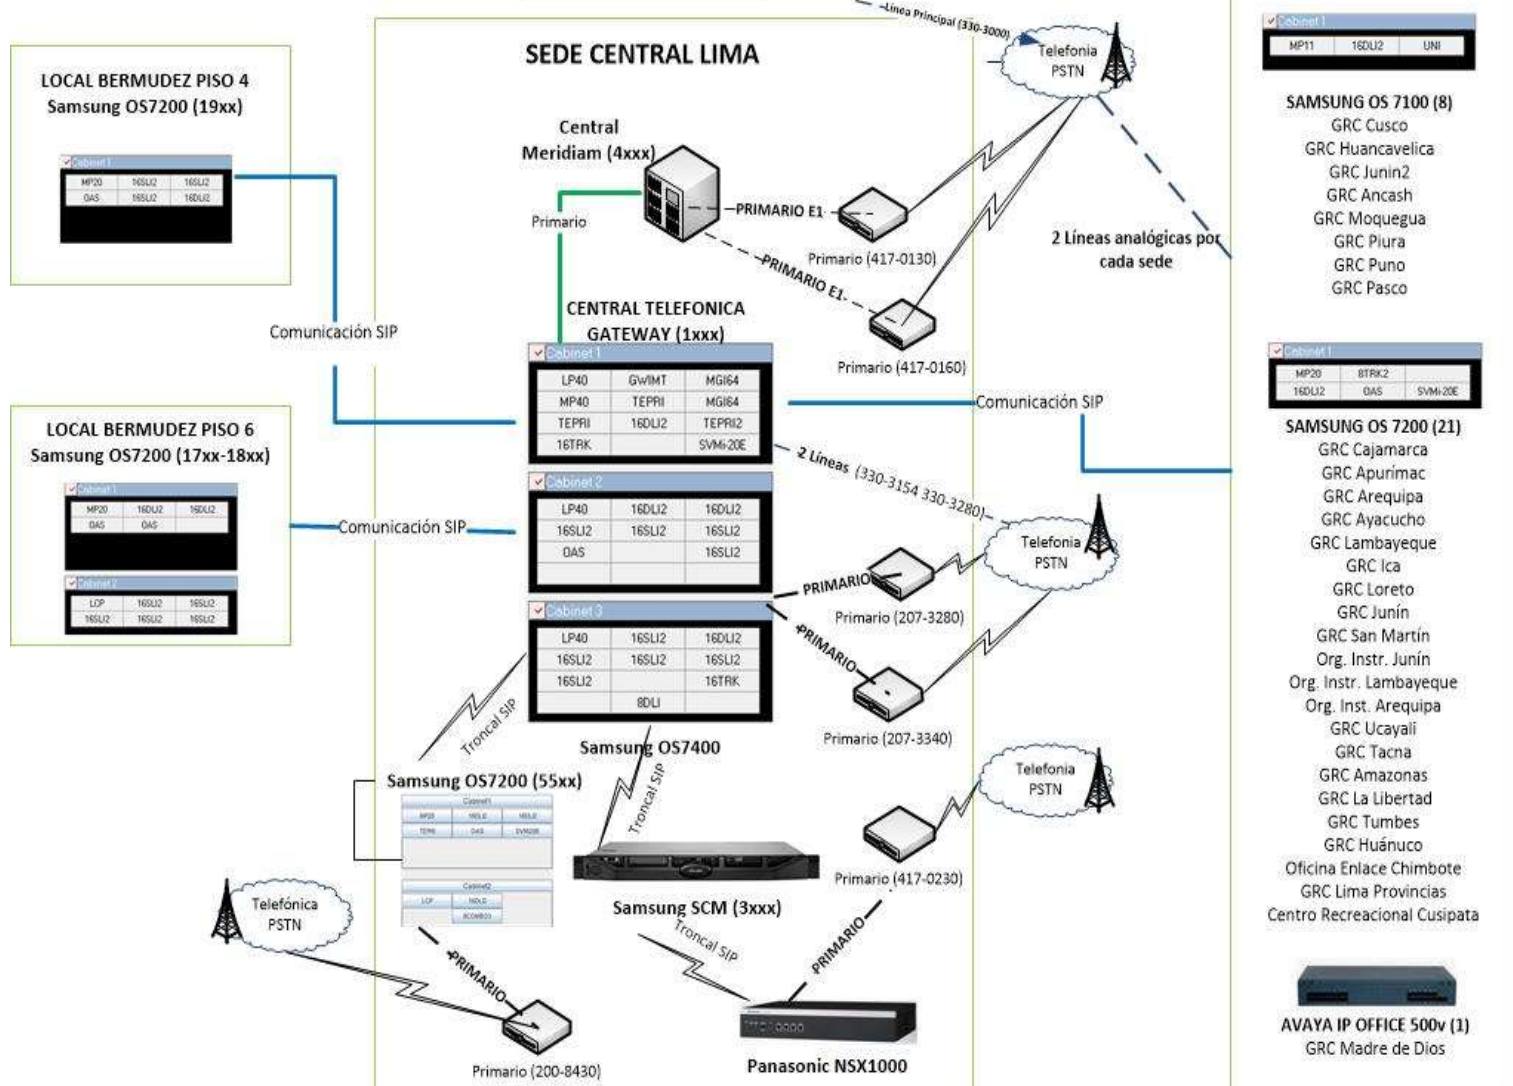 LOCAL BERMUDEZ PISO 4
Samsung OS7200 (19xx)
Cabinet 1
MP20 16SLI2 16SLI2
OAS 16SLI2 16DLI2
Comunicación SIP
LOCAL BERMUDEZ PISO 6
Samsung OS7200 (17xx-18xx)
Cabinet 1
MP20 16DLI2 16DLI2
OAS OAS
Cabinet 2
LCP 16SLI2 16SLI2
16SLI2 16SLI2 16SLI2
Comunicación SIP
SEDE CENTRAL LIMA
Línea Principal (330-3000)
Telefonia
PSTN
Central
Meridiam (4xxx)
Primario
PRIMARIO E1
Primario (417-0130)
PRIMARIO E1
Primario (417-0160)
2 Líneas analógicas por
cada sede
CENTRAL TELEFONICA
GATEWAY (1xxx)
Cabinet 1
LP40 GWIMT MGI64
MP40 TEPRI MGI64
TEPRI 16DLI2 TEPRI2
16TRK SVMi-20E
Comunicación SIP
2 Líneas (330-3154 330-3280)
Cabinet 2
LP40 16DLI2 16DLI2
16SLI2 16SLI2 16SLI2
OAS 16SLI2
Telefonia
PSTN
PRIMARIO
Primario (207-3280)
Cabinet 3
LP40 16SLI2 16DLI2
16SLI2 16SLI2 16SLI2
16SLI2 16TRK
8DLI
PRIMARIO
Primario (207-3340)
Samsung OS7400
Troncal SIP
Troncal SIP
Samsung OS7200 (55xx)
Cabinet1
MP20 16DLI2 16SLI2
TEPRI OAS SVMI20E
Cabinet2
LCP 16DLI2
8COMBO3
Telefonia
PSTN
Primario (417-0230)
PRIMARIO
Samsung SCM (3xxx)
Troncal SIP
Telefónica
PSTN
PRIMARIO
Primario (200-8430)
Panasonic NSX1000
Cabinet 1
MP11 16DLI2 UNI
SAMSUNG OS 7100 (8)
GRC Cusco
GRC Huancavelica
GRC Junin2
GRC Ancash
GRC Moquegua
GRC Piura
GRC Puno
GRC Pasco
Cabinet 1
MP20 8TRK2
16DLI2 OAS SVMi-20E
SAMSUNG OS 7200 (21)
GRC Cajamarca
GRC Apurímac
GRC Arequipa
GRC Ayacucho
GRC Lambayeque
GRC Ica
GRC Loreto
GRC Junín
GRC San Martín
Org. Instr. Junín
Org. Instr. Lambayeque
Org. Inst. Arequipa
GRC Ucayali
GRC Tacna
GRC Amazonas
GRC La Libertad
GRC Tumbes
GRC Huánuco
Oficina Enlace Chimbote
GRC Lima Provincias
Centro Recreacional Cusipata
AVAYA IP OFFICE 500v (1)
GRC Madre de Dios